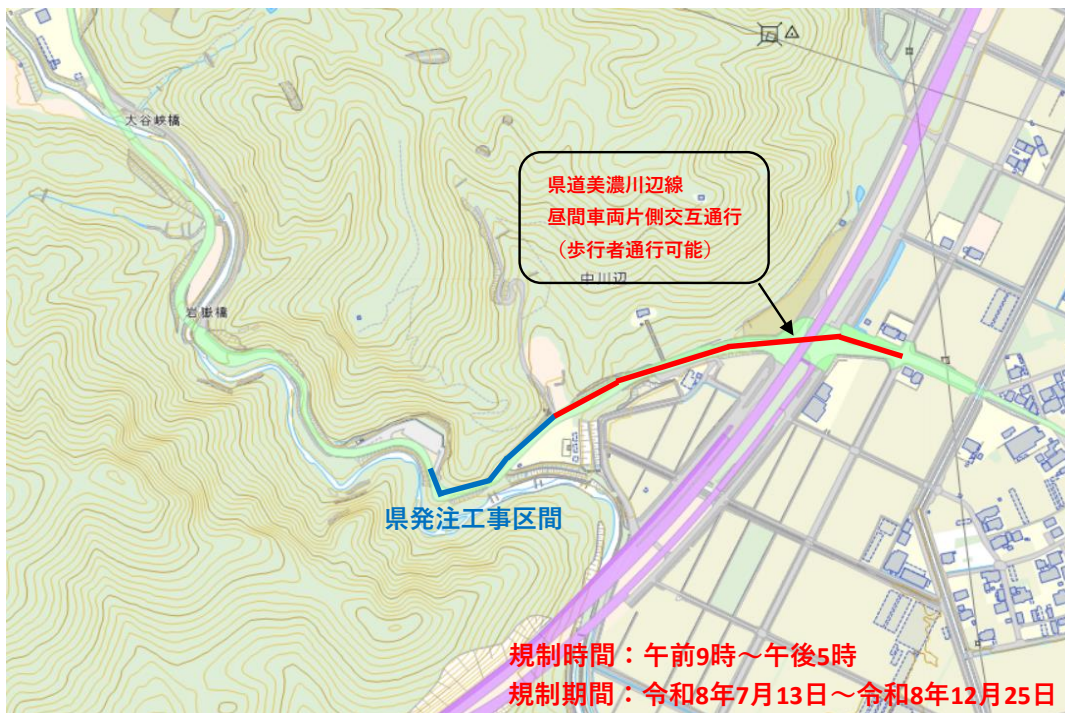 大谷峡橋
県道美濃川辺線
昼間車両片側交互通行
（歩行者通行可能）
中川辺
岩嶽橋
県発注工事区間
規制時間：午前9時～午後5時
規制期間：令和8年7月13日～令和8年12月25日